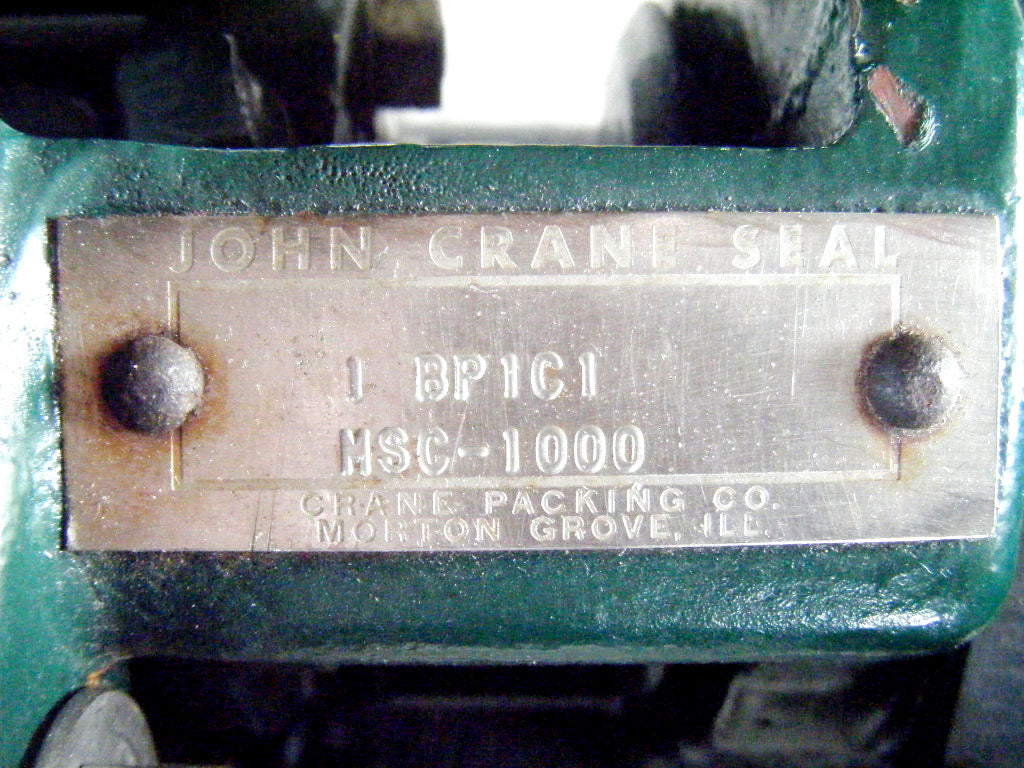 JOHN CRANE SEAL
1 BP1C1
MSC-1000
CRANE PACKING CO.
MORTON GROVE, ILL.